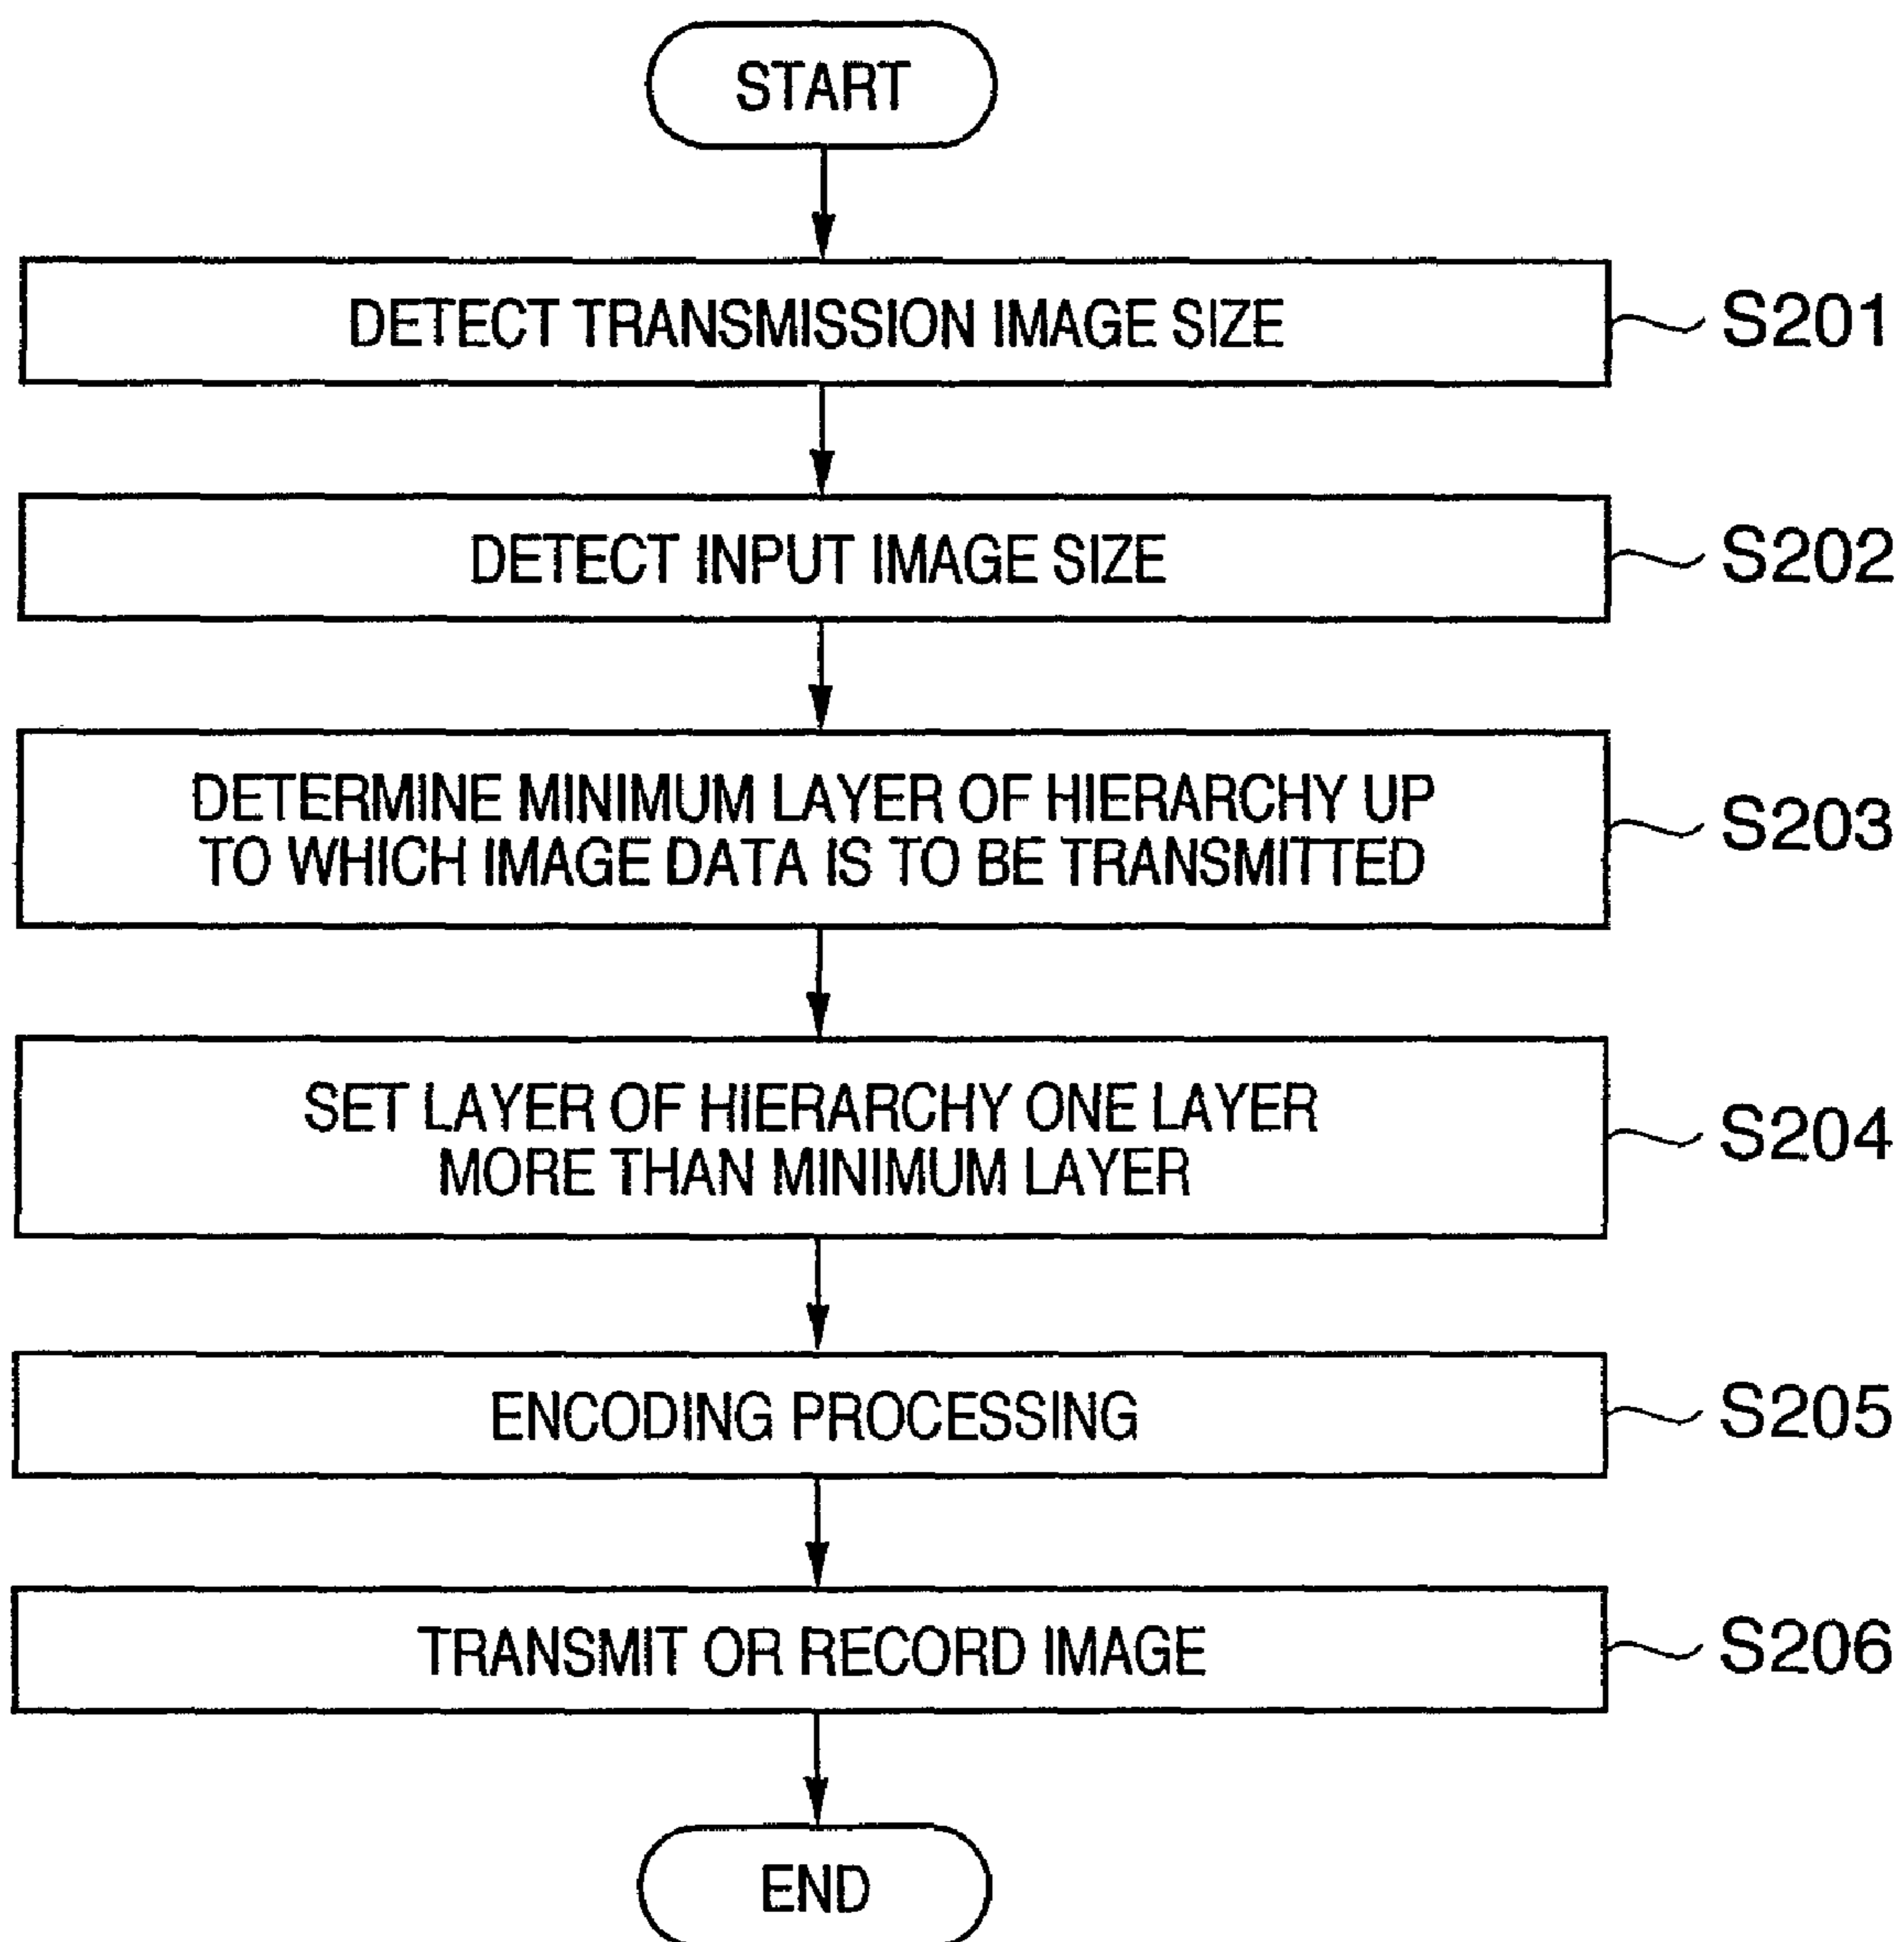 START
DETECT TRANSMISSION IMAGE SIZE
S201
DETECT INPUT IMAGE SIZE
S202
DETERMINE MINIMUM LAYER OF HIERARCHY UP
TO WHICH IMAGE DATA IS TO BE TRANSMITTED
S203
SET LAYER OF HIERARCHY ONE LAYER
MORE THAN MINIMUM LAYER
S204
ENCODING PROCESSING
S205
TRANSMIT OR RECORD IMAGE
S206
END